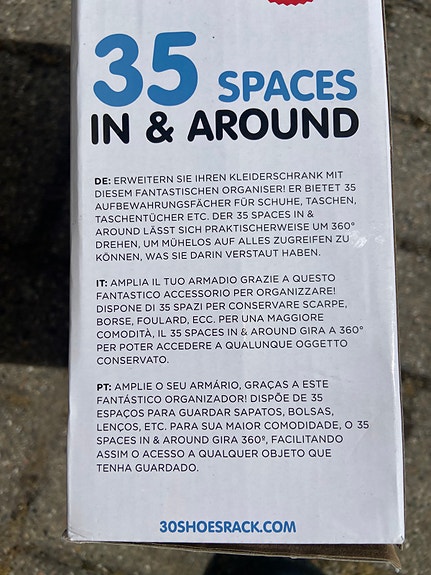 35 SPACES
IN & AROUND
DE: ERWEITERN SIE IHREN KLEIDERSCHRANK MIT
DIESEM FANTASTISCHEN ORGANISER! ER BIETET 35
AUFBEWAHRUNGSFÄCHER FÜR SCHUHE, TASCHEN,
TASCHENTÜCHER ETC. DER 35 SPACES IN &
AROUND LÄSST SICH PRAKTISCHERWEISE UM 360°
DREHEN, UM MÜHELOS AUF ALLES ZUGREIFEN ZU
KÖNNEN, WAS SIE DARIN VERSTAUT HABEN.
IT: AMPLIA IL TUO ARMADIO GRAZIE A QUESTO
FANTASTICO ACCESSORIO PER ORGANIZZARE!
DISPONE DI 35 SPAZI PER CONSERVARE SCARPE,
BORSE, FOULARD, ECC. PER UNA MAGGIORE
COMODITÀ, IL 35 SPACES IN & AROUND GIRA A 360°
PER POTER ACCEDERE A QUALUNQUE OGGETTO
CONSERVATO.
PT: AMPLIE O SEU ARMÁRIO, GRAÇAS A ESTE
FANTÁSTICO ORGANIZADOR! DISPÕE DE 35
ESPAÇOS PARA GUARDAR SAPATOS, BOLSAS,
LENÇOS, ETC. PARA SUA MAIOR COMODIDADE, O 35
SPACES IN & AROUND GIRA 360º, FACILITANDO
ASSIM O ACESSO A QUALQUER OBJETO QUE
TENHA GUARDADO.
30SHOESRACK.COM